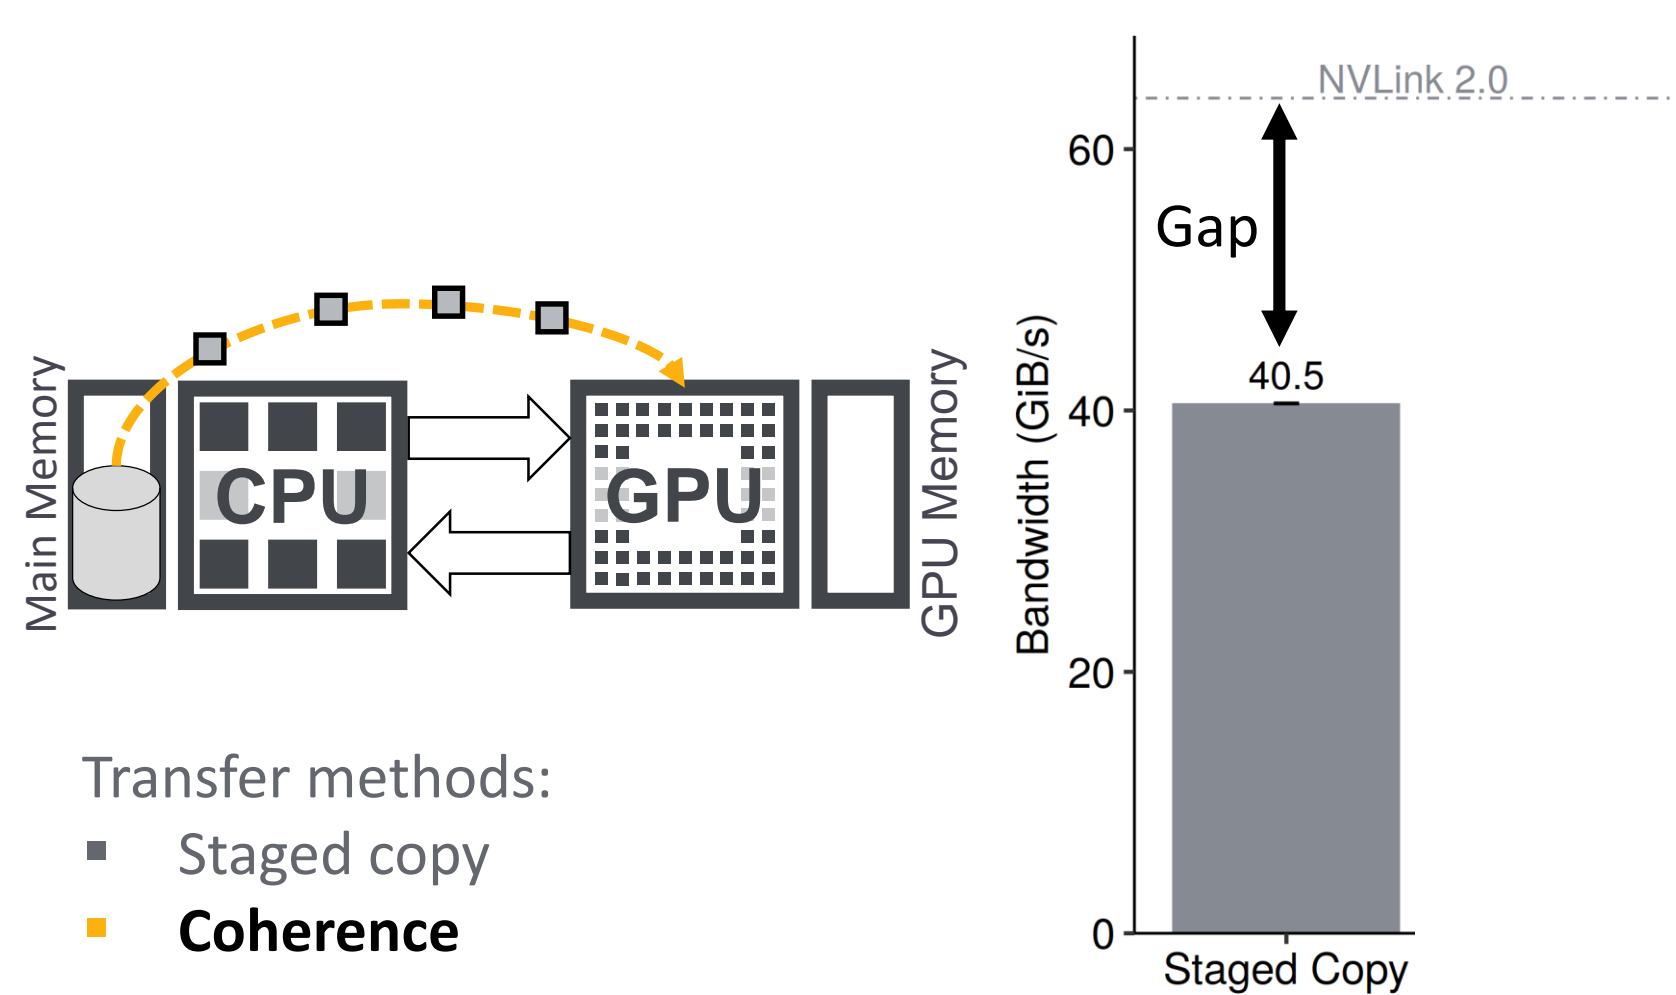 Main Memory
CPU
GPU
GPU Memory
Transfer methods:
Staged copy
Coherence
NVLink 2.0
60
Gap
40.5
40
Bandwidth (GiB/s)
20
0
Staged Copy